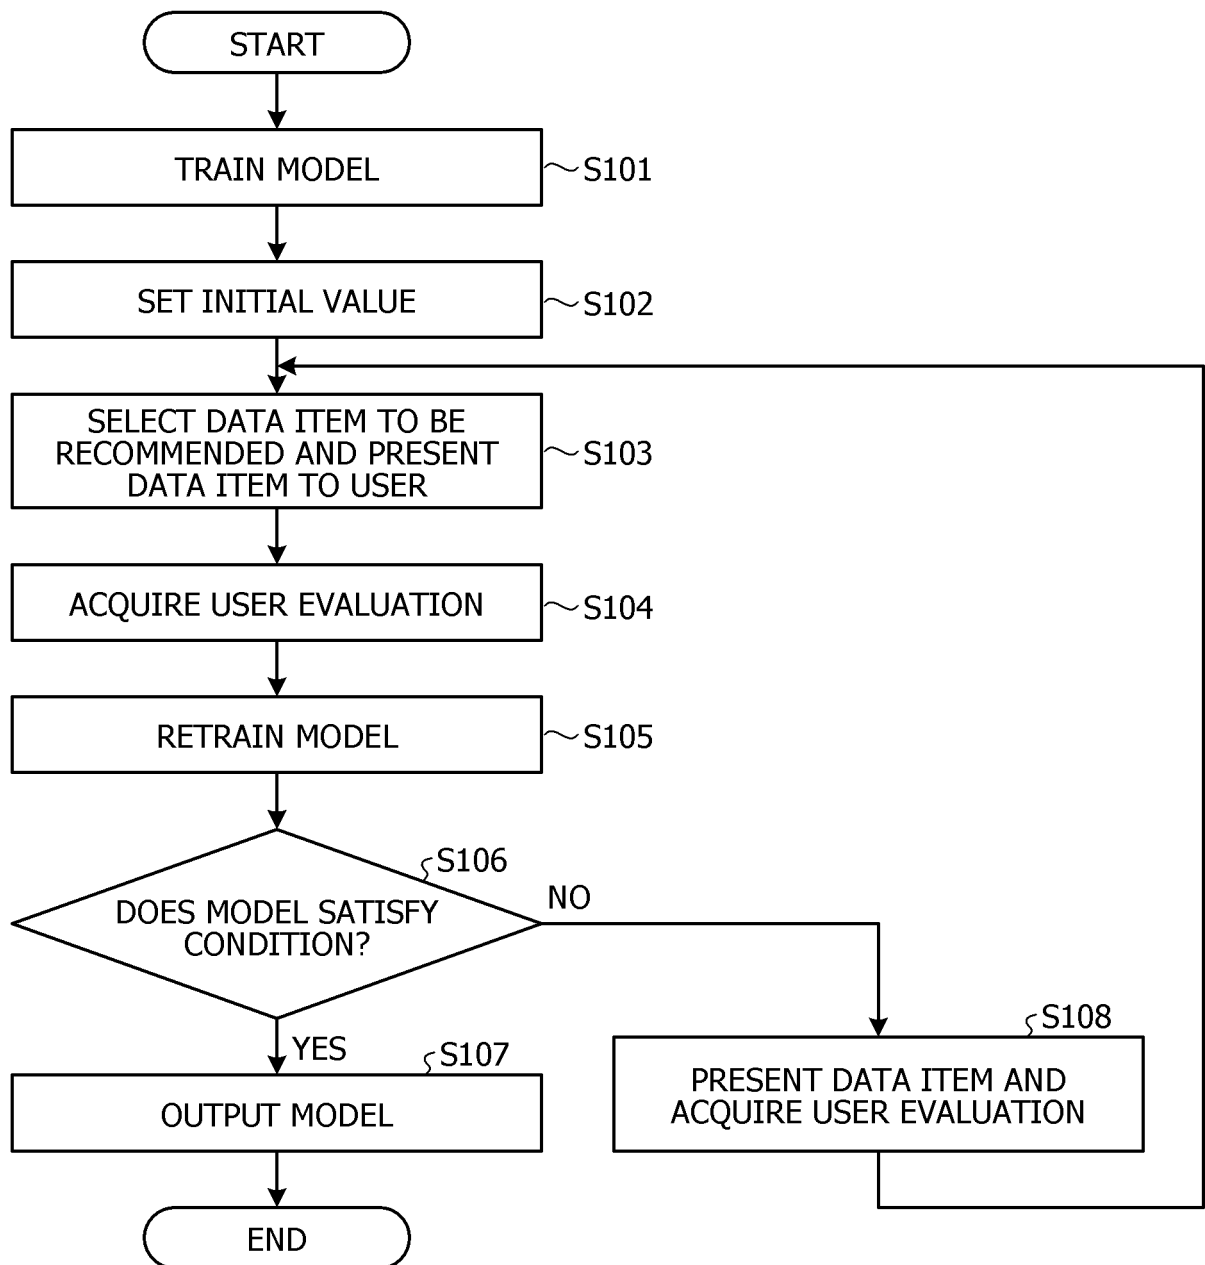 START
TRAIN MODEL
S101
SET INITIAL VALUE
S102
SELECT DATA ITEM TO BE
RECOMMENDED AND PRESENT
DATA ITEM TO USER
S103
ACQUIRE USER EVALUATION
S104
RETRAIN MODEL
S105
S106
DOES MODEL SATISFY
CONDITION?
NO
YES
S107
OUTPUT MODEL
S108
PRESENT DATA ITEM AND
ACQUIRE USER EVALUATION
END